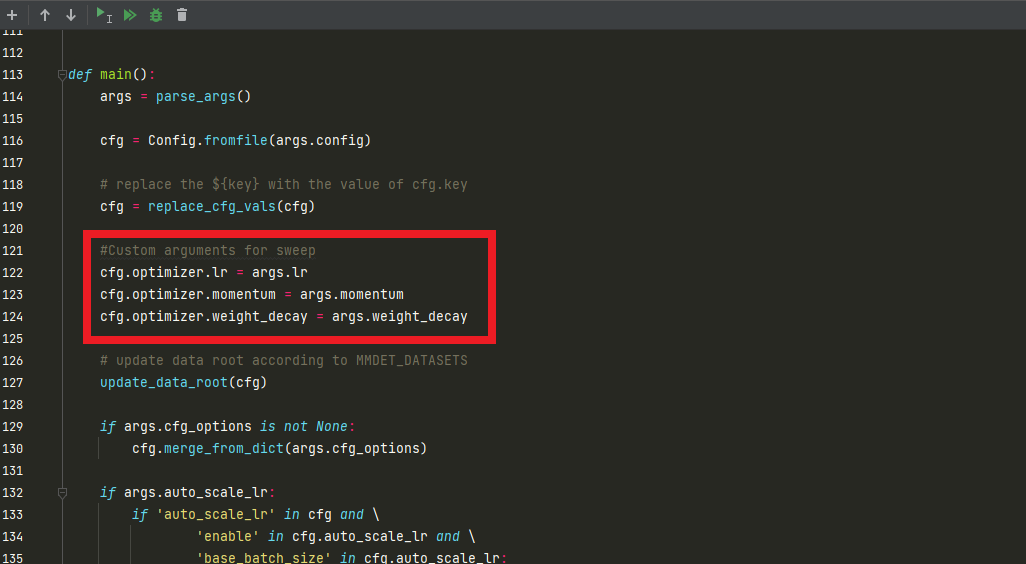 111
112
113 def main():
114 args = parse_args()
115
116 cfg = Config.fromfile(args.config)
117
118 # replace the ${key} with the value of cfg.key
119 cfg = replace_cfg_vals(cfg)
120
121 #Custom arguments for sweep
122 cfg.optimizer.lr = args.lr
123 cfg.optimizer.momentum = args.momentum
124 cfg.optimizer.weight_decay = args.weight_decay
125
126 # update data root according to MMDET_DATASETS
127 update_data_root(cfg)
128
129 if args.cfg_options is not None:
130 cfg.merge_from_dict(args.cfg_options)
131
132 if args.auto_scale_lr:
133 if 'auto_scale_lr' in cfg and \
134 'enable' in cfg.auto_scale_lr and \
135 'base_batch_size' in cfg.auto_scale_lr: